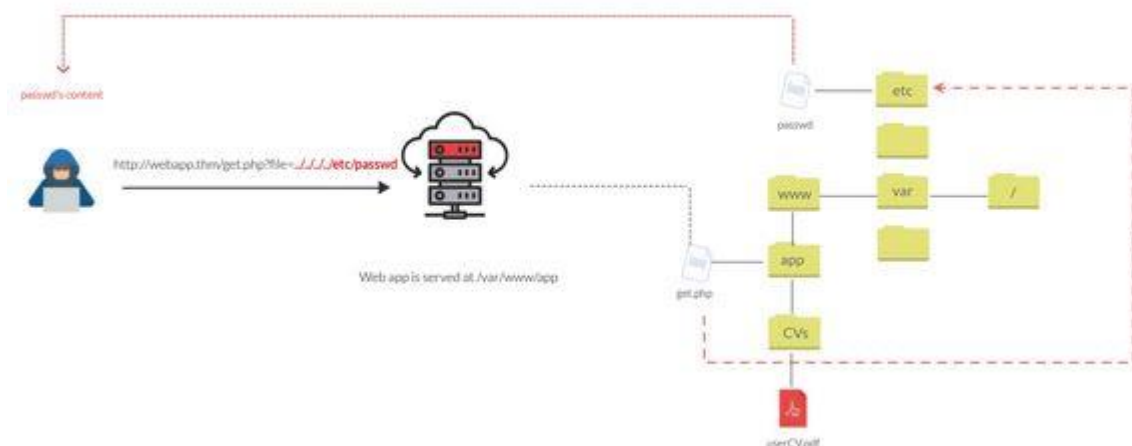 passwd's content
etc
passwd
http://webapp.thm/get.php?file=../../../../etc/passwd
www
var
/
app
Web app is served at /var/www/app
get.php
CVs
userCV.pdf